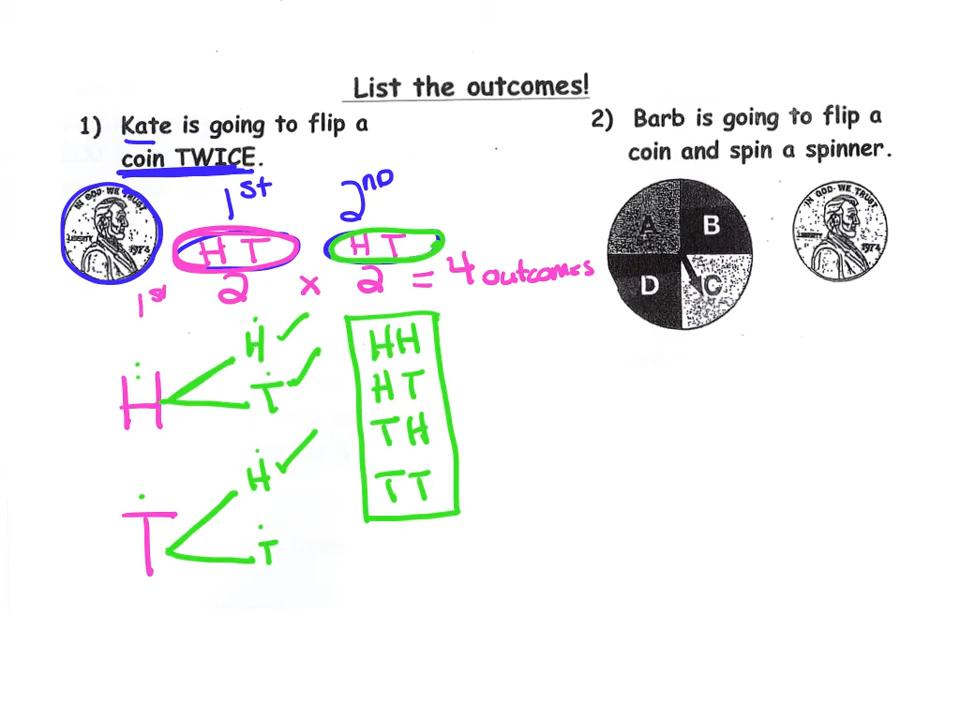 List the outcomes!
1) Kate is going to flip a
coin TWICE.
1st 2nd
IN GOD WE TRUST
LIBERTY 1974
H T H T
1st 2 x 2 = 4 outcomes
H H
T
T H
T
HH
HT
TH
TT
2) Barb is going to flip a
coin and spin a spinner.
A B
D C
IN GOD WE TRUST
LIBERTY 1974